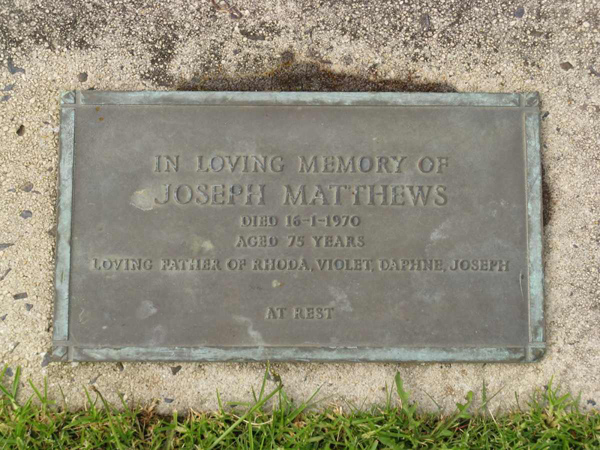 IN LOVING MEMORY OF
JOSEPH MATTHEWS
DIED 16-1-1970
AGED 75 YEARS
LOVING FATHER OF RHODA, VIOLET, DAPHNE, JOSEPH
AT REST